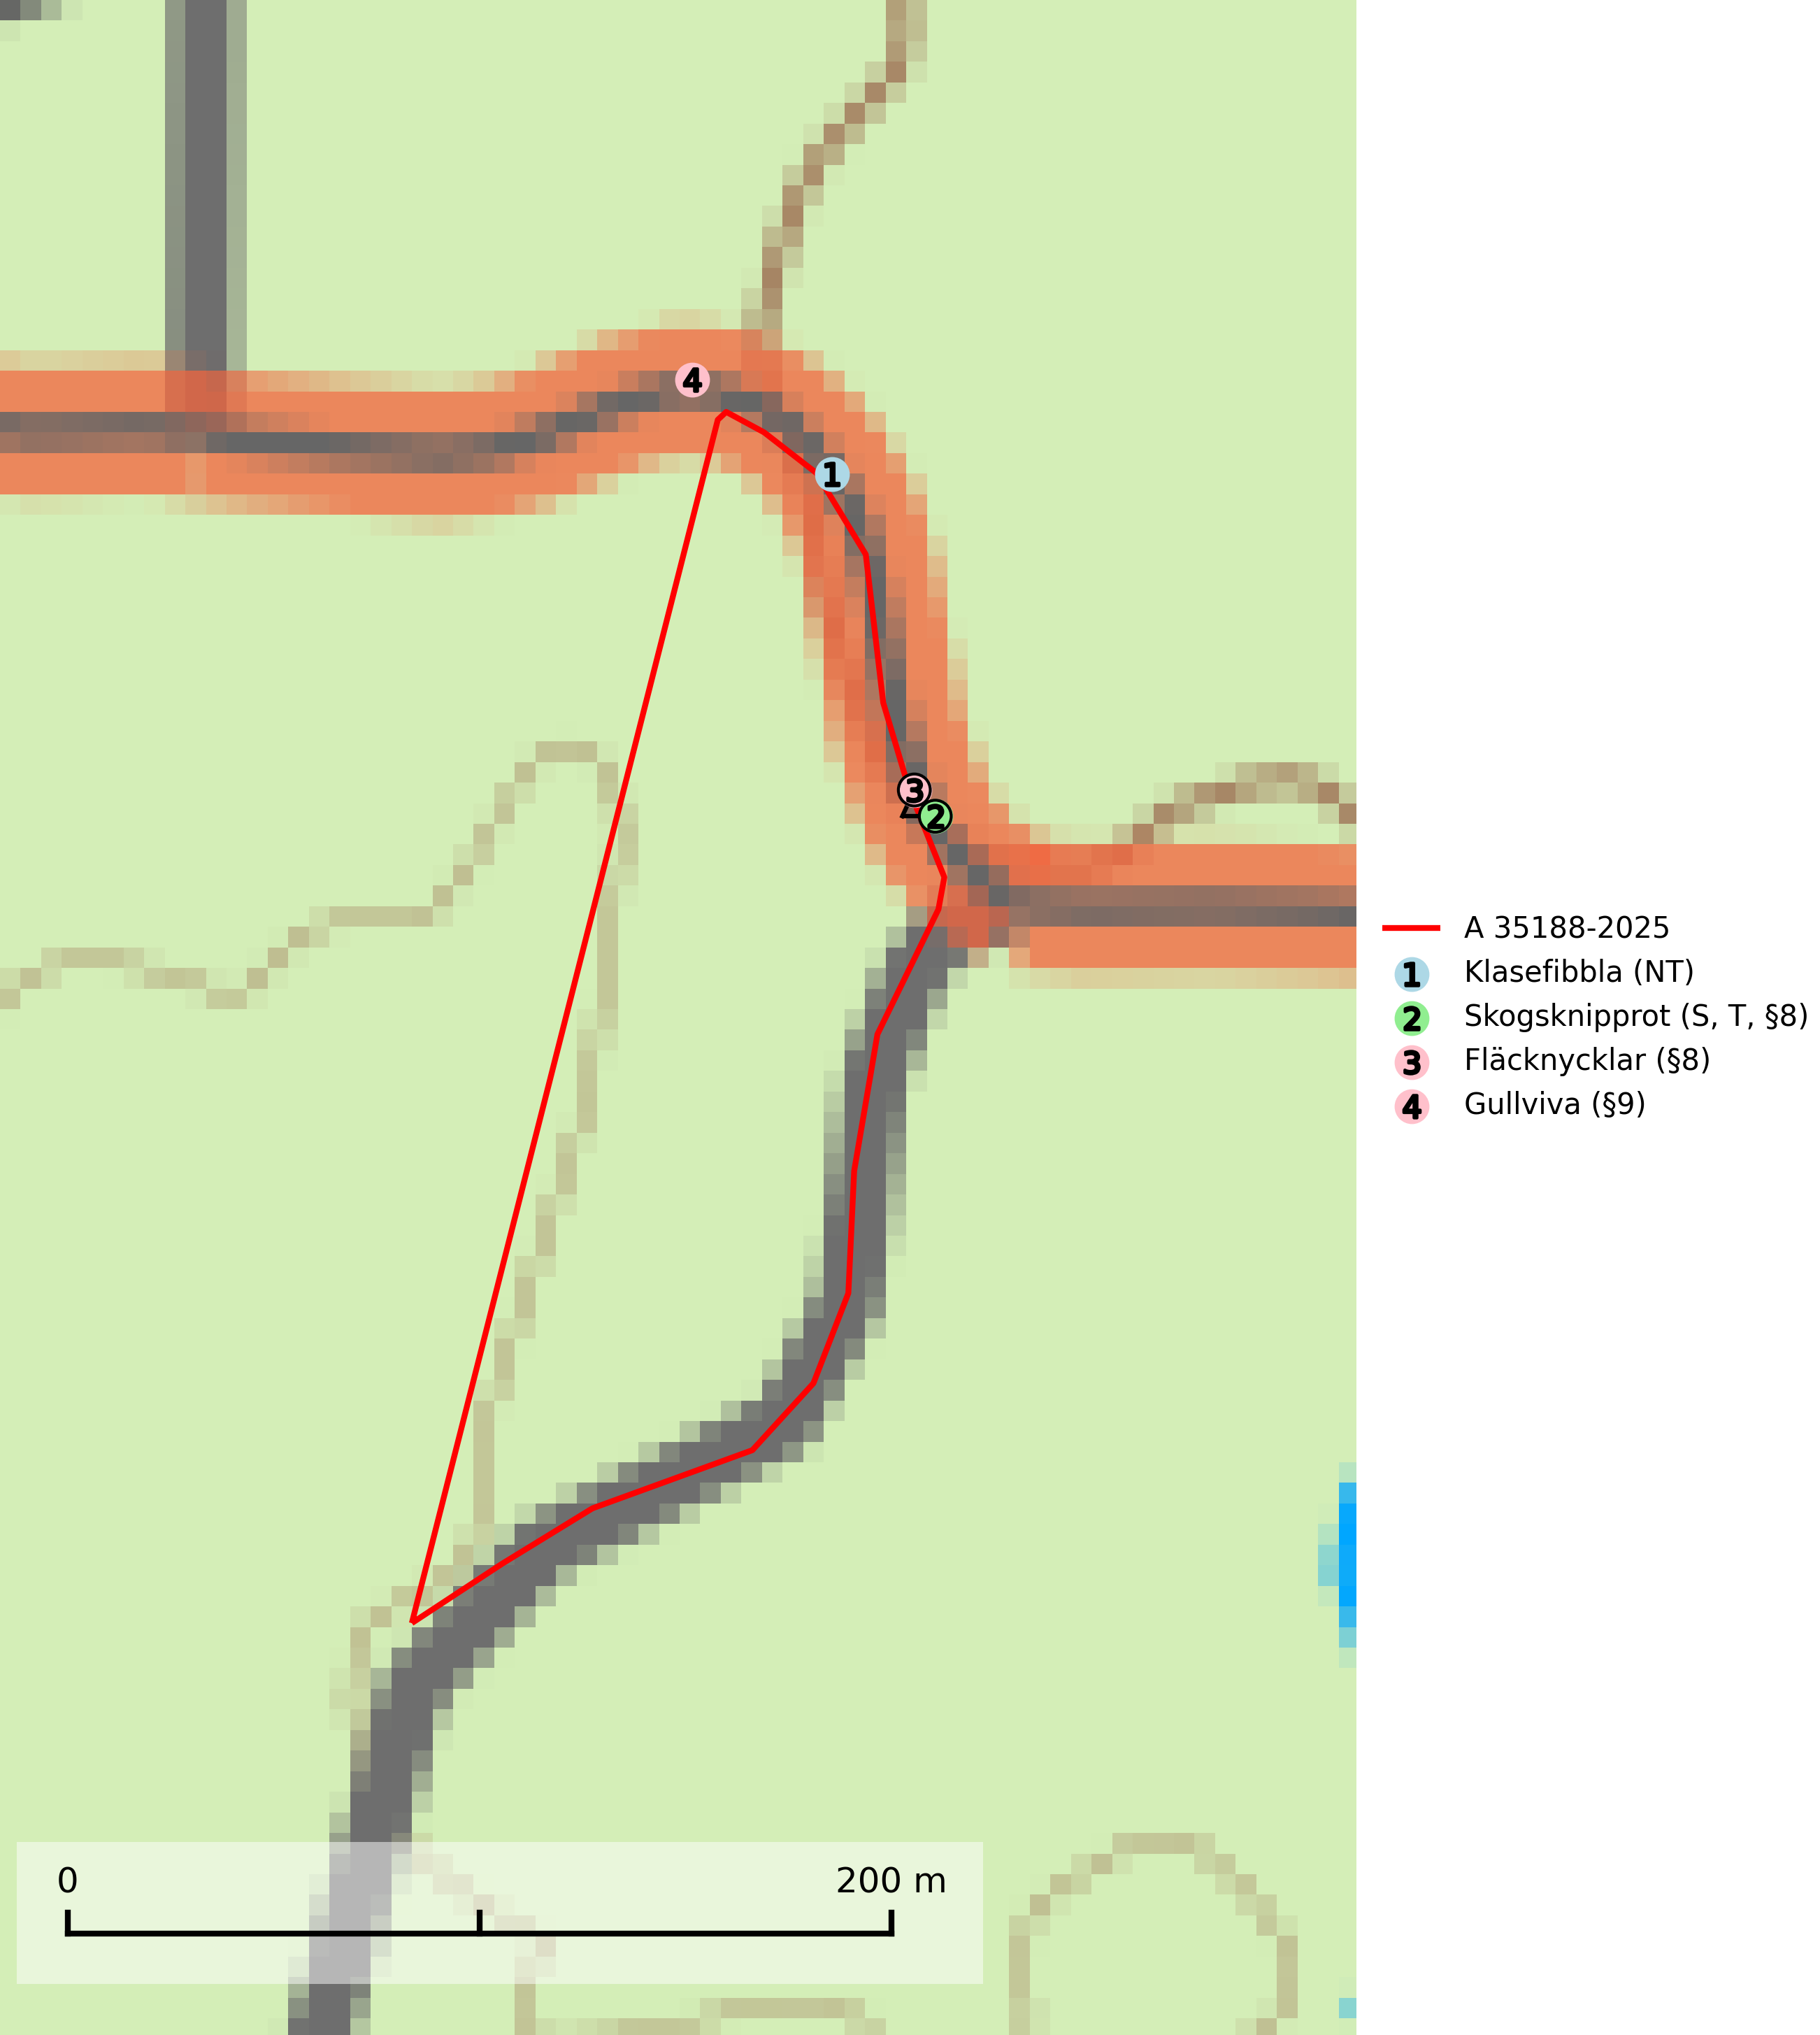 4
1
3
2
A 35188-2025
1 Klasefibbla (NT)
2 Skogsknipprot (S, T, §8)
3 Fläcknycklar (§8)
4 Gullviva (§9)
0 200 m